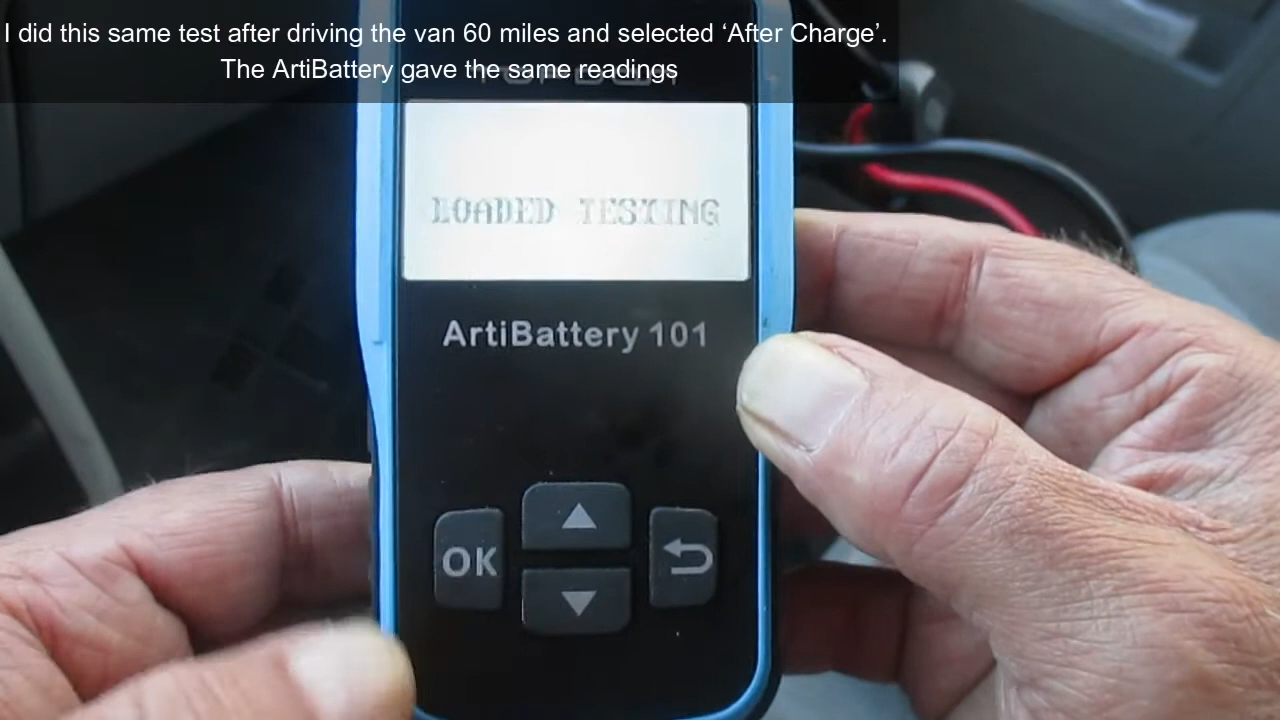 I did this same test after driving the van 60 miles and selected ‘After Charge’.
The ArtiBattery gave the same readings
LOADED TESTING
ArtiBattery 101
OK